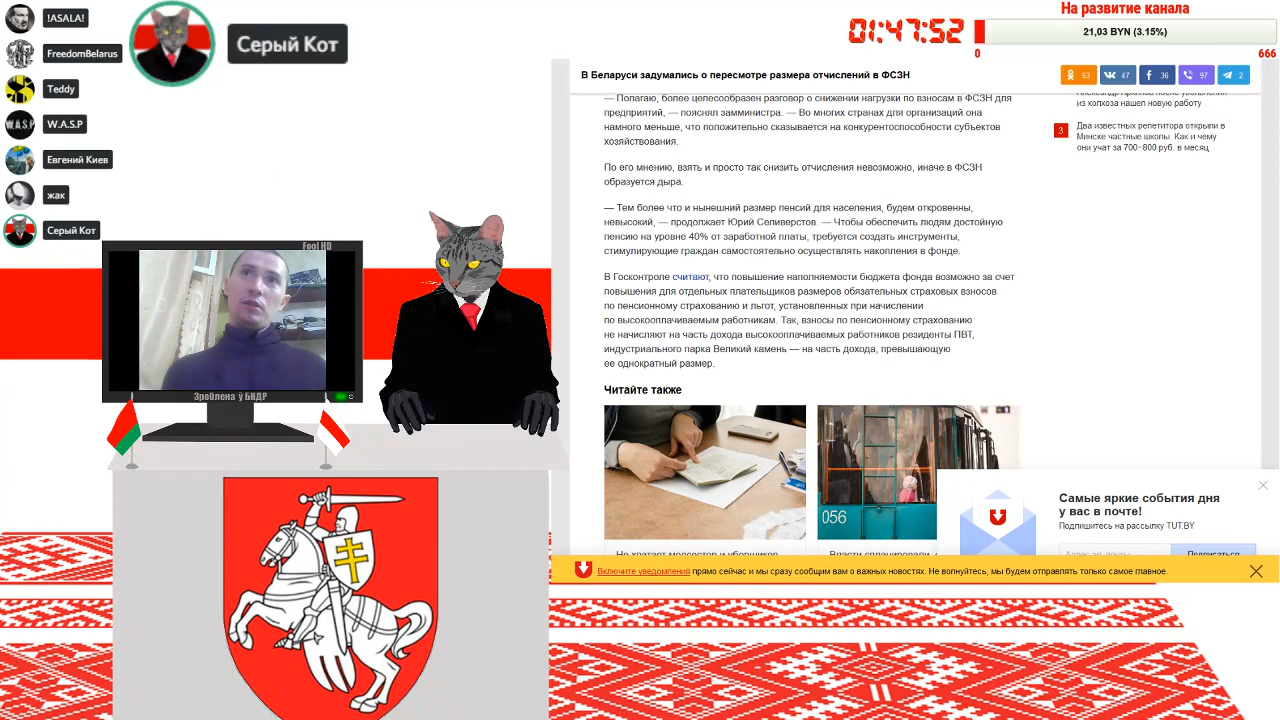 !ASALA!
FreedomBelarus
Teddy
W.A.S.P
Евгений Киев
жак
Серый Кот
Серый Кот
01:47:52
На развитие канала
21,03 BYN (3.15%)
0
666
В Беларуси задумались о пересмотре размера отчислений в ФСЗН
63
47
36
97
2
— Полагаю, более целесообразен разговор о снижении нагрузки по взносам в ФСЗН для
предприятий, — пояснял замминистра. — Во многих странах для организаций она
намного меньше, что положительно сказывается на конкурентоспособности субъектов
хозяйствования.
По его мнению, взять и просто так снизить отчисления невозможно, иначе в ФСЗН
образуется дыра.
— Тем более что и нынешний размер пенсий для населения, будем откровенны,
невысокий, — продолжает Юрий Селиверстов. — Чтобы обеспечить людям достойную
пенсию на уровне 40% от заработной платы, требуется создать инструменты,
стимулирующие граждан самостоятельно осуществлять накопления в фонде.
В Госконтроле считают, что повышение наполняемости бюджета фонда возможно за счет
повышения для отдельных плательщиков размеров обязательных страховых взносов
по пенсионному страхованию и льгот, установленных при начислении
по высокооплачиваемым работникам. Так, взносы по пенсионному страхованию
не начисляют на часть дохода высокооплачиваемых работников резиденты ПВТ,
индустриального парка Великий камень — на часть дохода, превышающую
ее однократный размер.
Читайте также
056
Не хватает медсестер и уборщиков
Власти спланировали
из колхоза нашел новую работу
3
Два известных репетитора открыли в
Минске частные школы. Как и чему
они учат за 700–800 руб. в месяц
Самые яркие события дня
у вас в почте!
Подпишитесь на рассылку TUT.BY
Адрес эл. почты
Подписаться
Включите уведомления прямо сейчас и мы сразу сообщим вам о важных новостях. Не волнуйтесь, мы будем отправлять только самое главное.
Fool HD
Зроблена ў БНДР
W.A.S.P